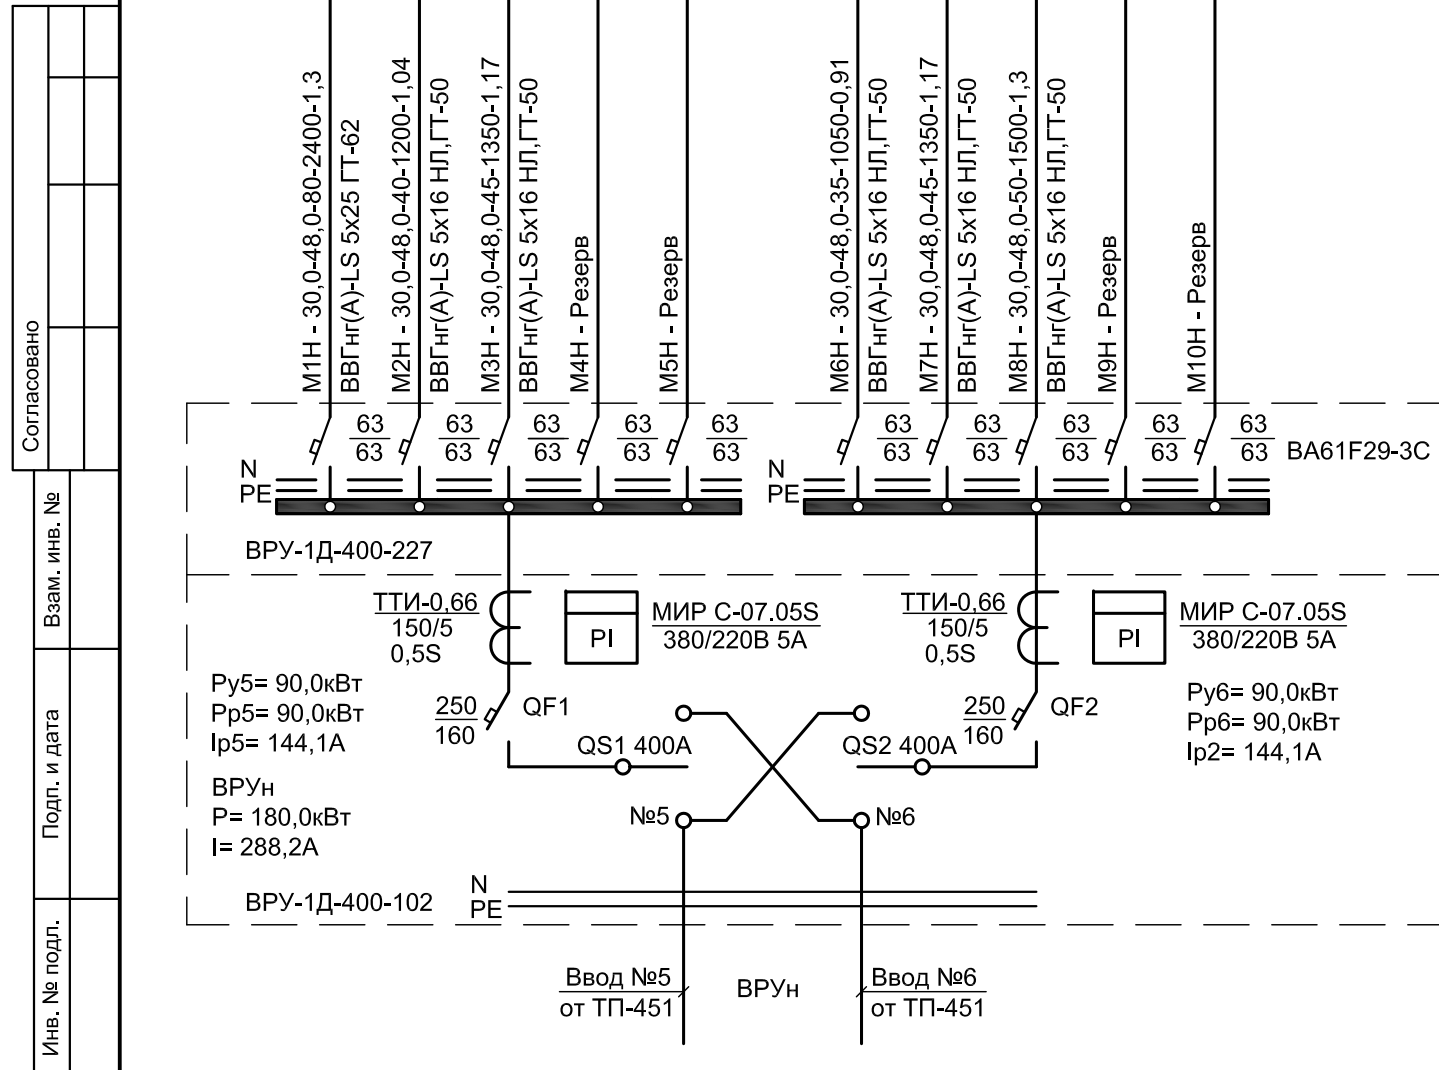 Согласовано
Взам. инв. №
Подп. и дата
Инв. № подл.
М1Н - 30,0-48,0-80-2400-1,3
ВВГнг(А)-LS 5х25 ГТ-62
М2Н - 30,0-48,0-40-1200-1,04
ВВГнг(А)-LS 5х16 НЛ,ГТ-50
М3Н - 30,0-48,0-45-1350-1,17
ВВГнг(А)-LS 5х16 НЛ,ГТ-50
М4Н - Резерв
М5Н - Резерв
М6Н - 30,0-48,0-35-1050-0,91
ВВГнг(А)-LS 5х16 НЛ,ГТ-50
М7Н - 30,0-48,0-45-1350-1,17
ВВГнг(А)-LS 5х16 НЛ,ГТ-50
М8Н - 30,0-48,0-50-1500-1,3
ВВГнг(А)-LS 5х16 НЛ,ГТ-50
М9Н - Резерв
М10Н - Резерв
63 63 63 63 63 63 63 63 63 63
63 63 63 63 63 63 63 63 63 63
ВА61F29-3С
N N
PE PE
ВРУ-1Д-400-227
ТТИ-0,66
150/5
0,5S
PI
МИР С-07.05S
380/220В 5А
ТТИ-0,66
150/5
0,5S
PI
МИР С-07.05S
380/220В 5А
Ру5= 90,0кВт
Рр5= 90,0кВт
Iр5= 144,1А
250
160
QF1
250
160
QF2
Ру6= 90,0кВт
Рр6= 90,0кВт
Iр2= 144,1А
QS1 400А
QS2 400А
ВРУн
Р= 180,0кВт
I= 288,2А
№5
№6
ВРУ-1Д-400-102
N
PE
Ввод №5
от ТП-451
ВРУн
Ввод №6
от ТП-451